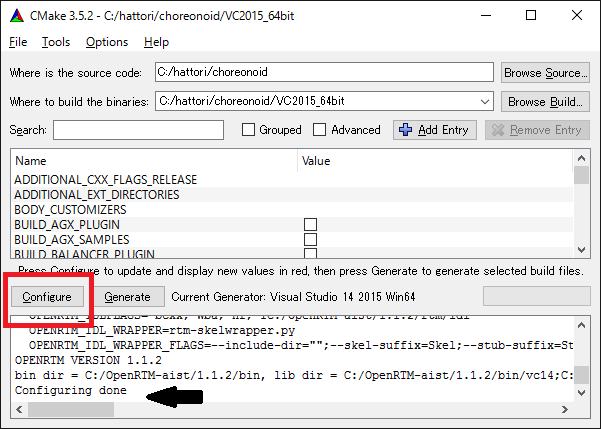 CMake 3.5.2 - C:/hattori/choreonoid/VC2015_64bit
File Tools Options Help
Where is the source code: C:/hattori/choreonoid Browse Source...
Where to build the binaries: C:/hattori/choreonoid/VC2015_64bit Browse Build...
Search: Grouped Advanced Add Entry Remove Entry
Name Value
ADDITIONAL_CXX_FLAGS_RELEASE
ADDITIONAL_EXT_DIRECTORIES
BODY_CUSTOMIZERS
BUILD_AGX_PLUGIN
BUILD_AGX_SAMPLES
BUILD_BALANCER_PLUGIN
Press Configure to update and display new values in red, then press Generate to generate selected build files.
Configure Generate Current Generator: Visual Studio 14 2015 Win64
OPENRTM_IDL_WRAPPER=rtm-skelwrapper.py
OPENRTM_IDL_WRAPPER_FLAGS=--include-dir="";--skel-suffix=Skel;--stub-suffix=St
OPENRTM VERSION 1.1.2
bin dir = C:/OpenRTM-aist/1.1.2/bin, lib dir = C:/OpenRTM-aist/1.1.2/bin/vc14;C:
Configuring done